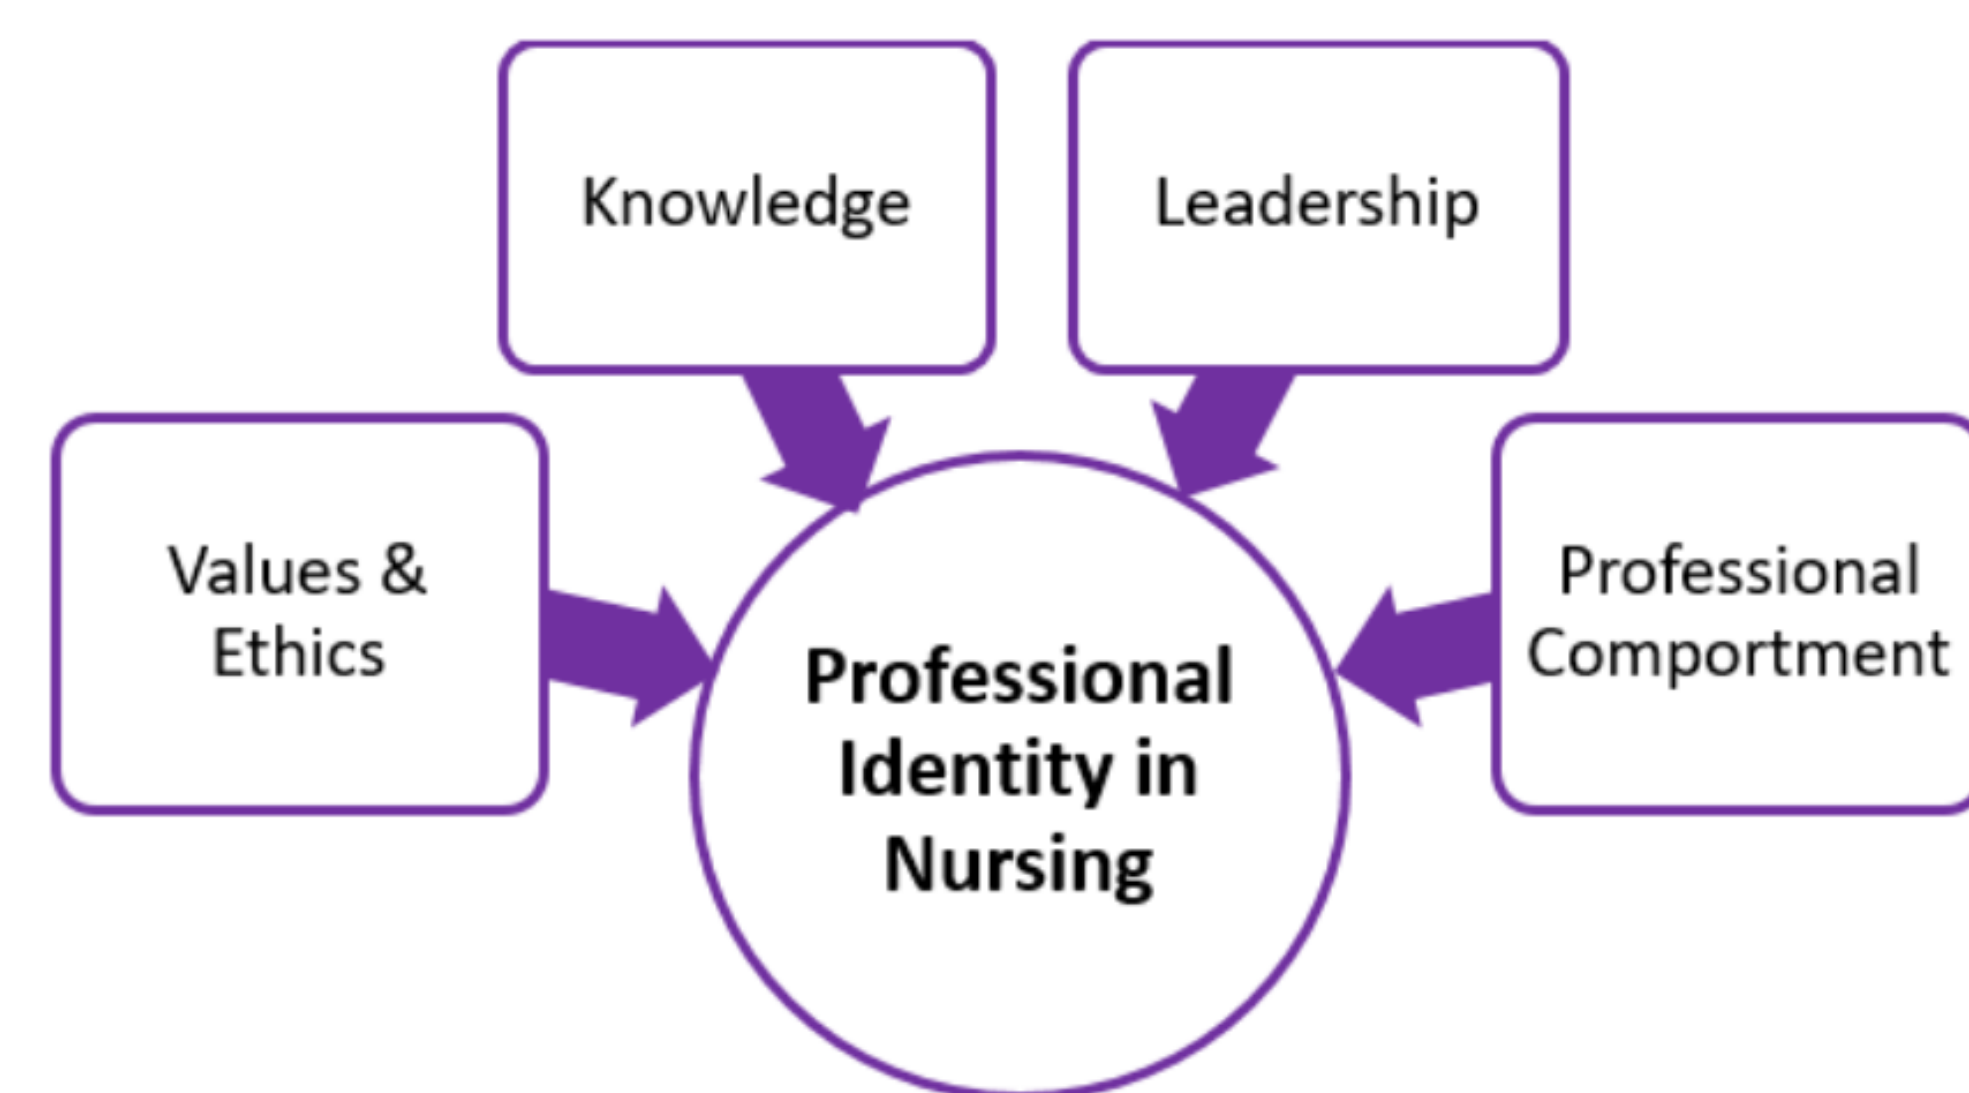 Knowledge
Leadership
Values &
Ethics
Professional
Comportment
Professional
Identity in
Nursing